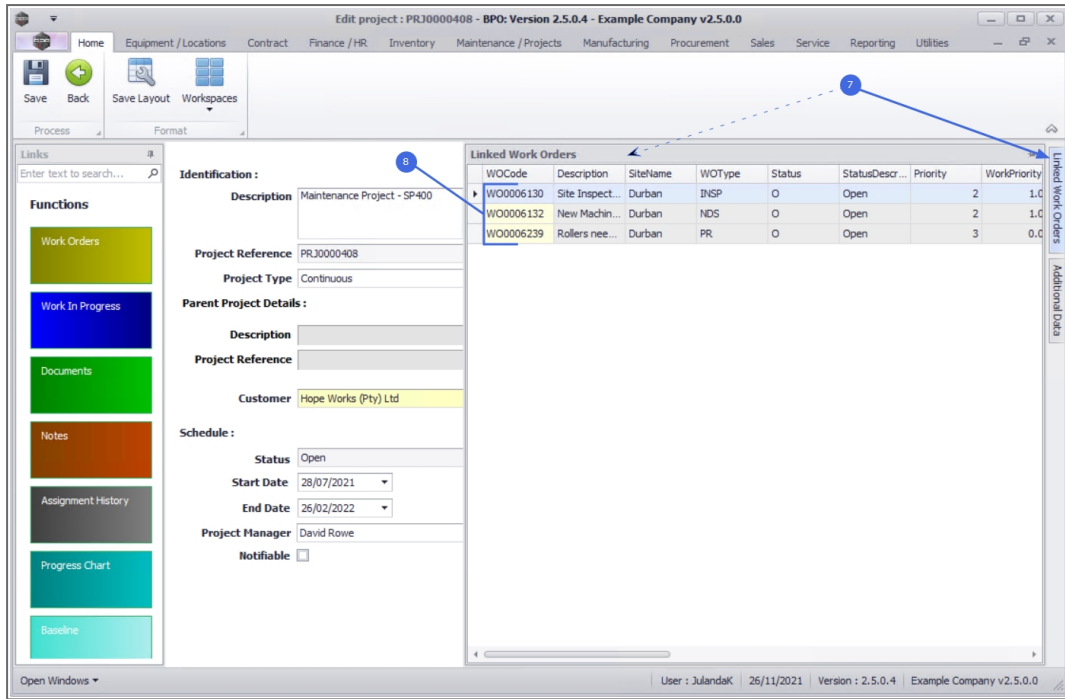 Edit project : PRJ0000408 - BPO: Version 2.5.0.4 - Example Company v2.5.0.0
Home Equipment / Locations Contract Finance / HR Inventory Maintenance / Projects Manufacturing Procurement Sales Service Reporting Utilities
Save Back Save Layout Workspaces
Process Format
7
Links
Enter text to search...
Functions
Work Orders
Work In Progress
Documents
Notes
Assignment History
Progress Chart
Baseline
8
Identification :
Description Maintenance Project - SP400
Project Reference PRJ0000408
Project Type Continuous
Parent Project Details :
Description
Project Reference
Customer Hope Works (Pty) Ltd
Schedule :
Status Open
Start Date 28/07/2021
End Date 26/02/2022
Project Manager David Rowe
Notifiable
Linked Work Orders
WOCode Description SiteName WOType Status StatusDescr... Priority WorkPriority
WO0006130 Site Inspect... Durban INSP O Open 2 1.0
WO0006132 New Machin... Durban NDS O Open 2 1.0
WO0006239 Rollers nee... Durban PR O Open 3 0.0
Linked Work Orders
Additional Data
Open Windows User : JulandaK 26/11/2021 Version : 2.5.0.4 Example Company v2.5.0.0